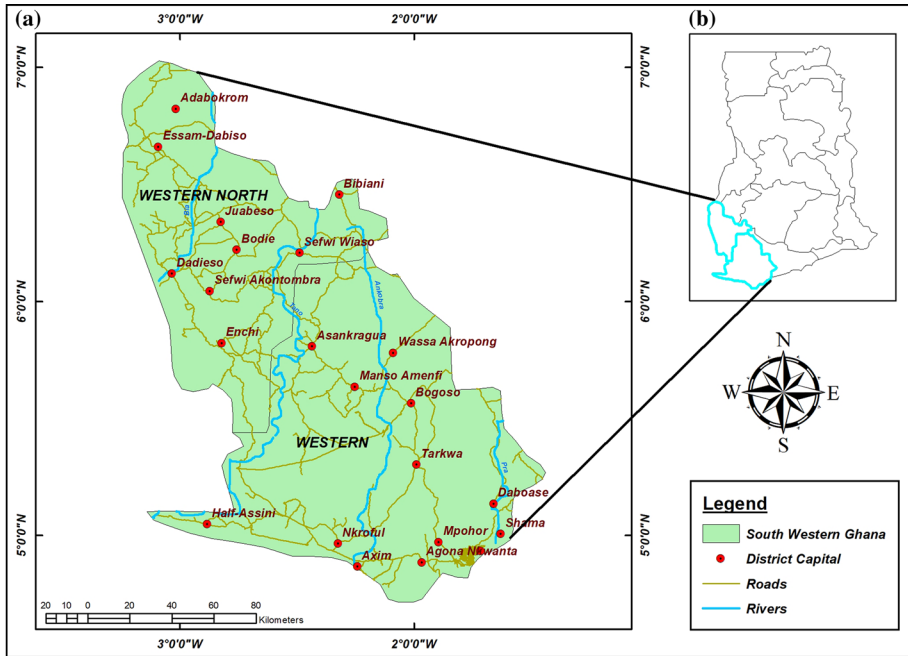 (a)
3°0'0"W
2°0'0"W
(b)
7°0'0"N
7°0'0"N
Adabokrom
Essam-Dabiso
WESTERN NORTH
Bibiani
Bia
Juabeso
Bodie
Sefwi Wiaso
Dadieso
Sefwi Akontombra
Ankobra
6°0'0"N
6°0'0"N
Tano
Enchi
Asankragua
Wassa Akropong
Manso Amenfi
Bogoso
WESTERN
Tarkwa
Pra
Daboase
Half-Assini
Shama
5°0'0"N
5°0'0"N
Nkroful
Mpohor
Axim
Agona Nkwanta
20 10 0 20 40 60 80
Kilometers
3°0'0"W
2°0'0"W
N
W
E
S
Legend
South Western Ghana
District Capital
Roads
Rivers